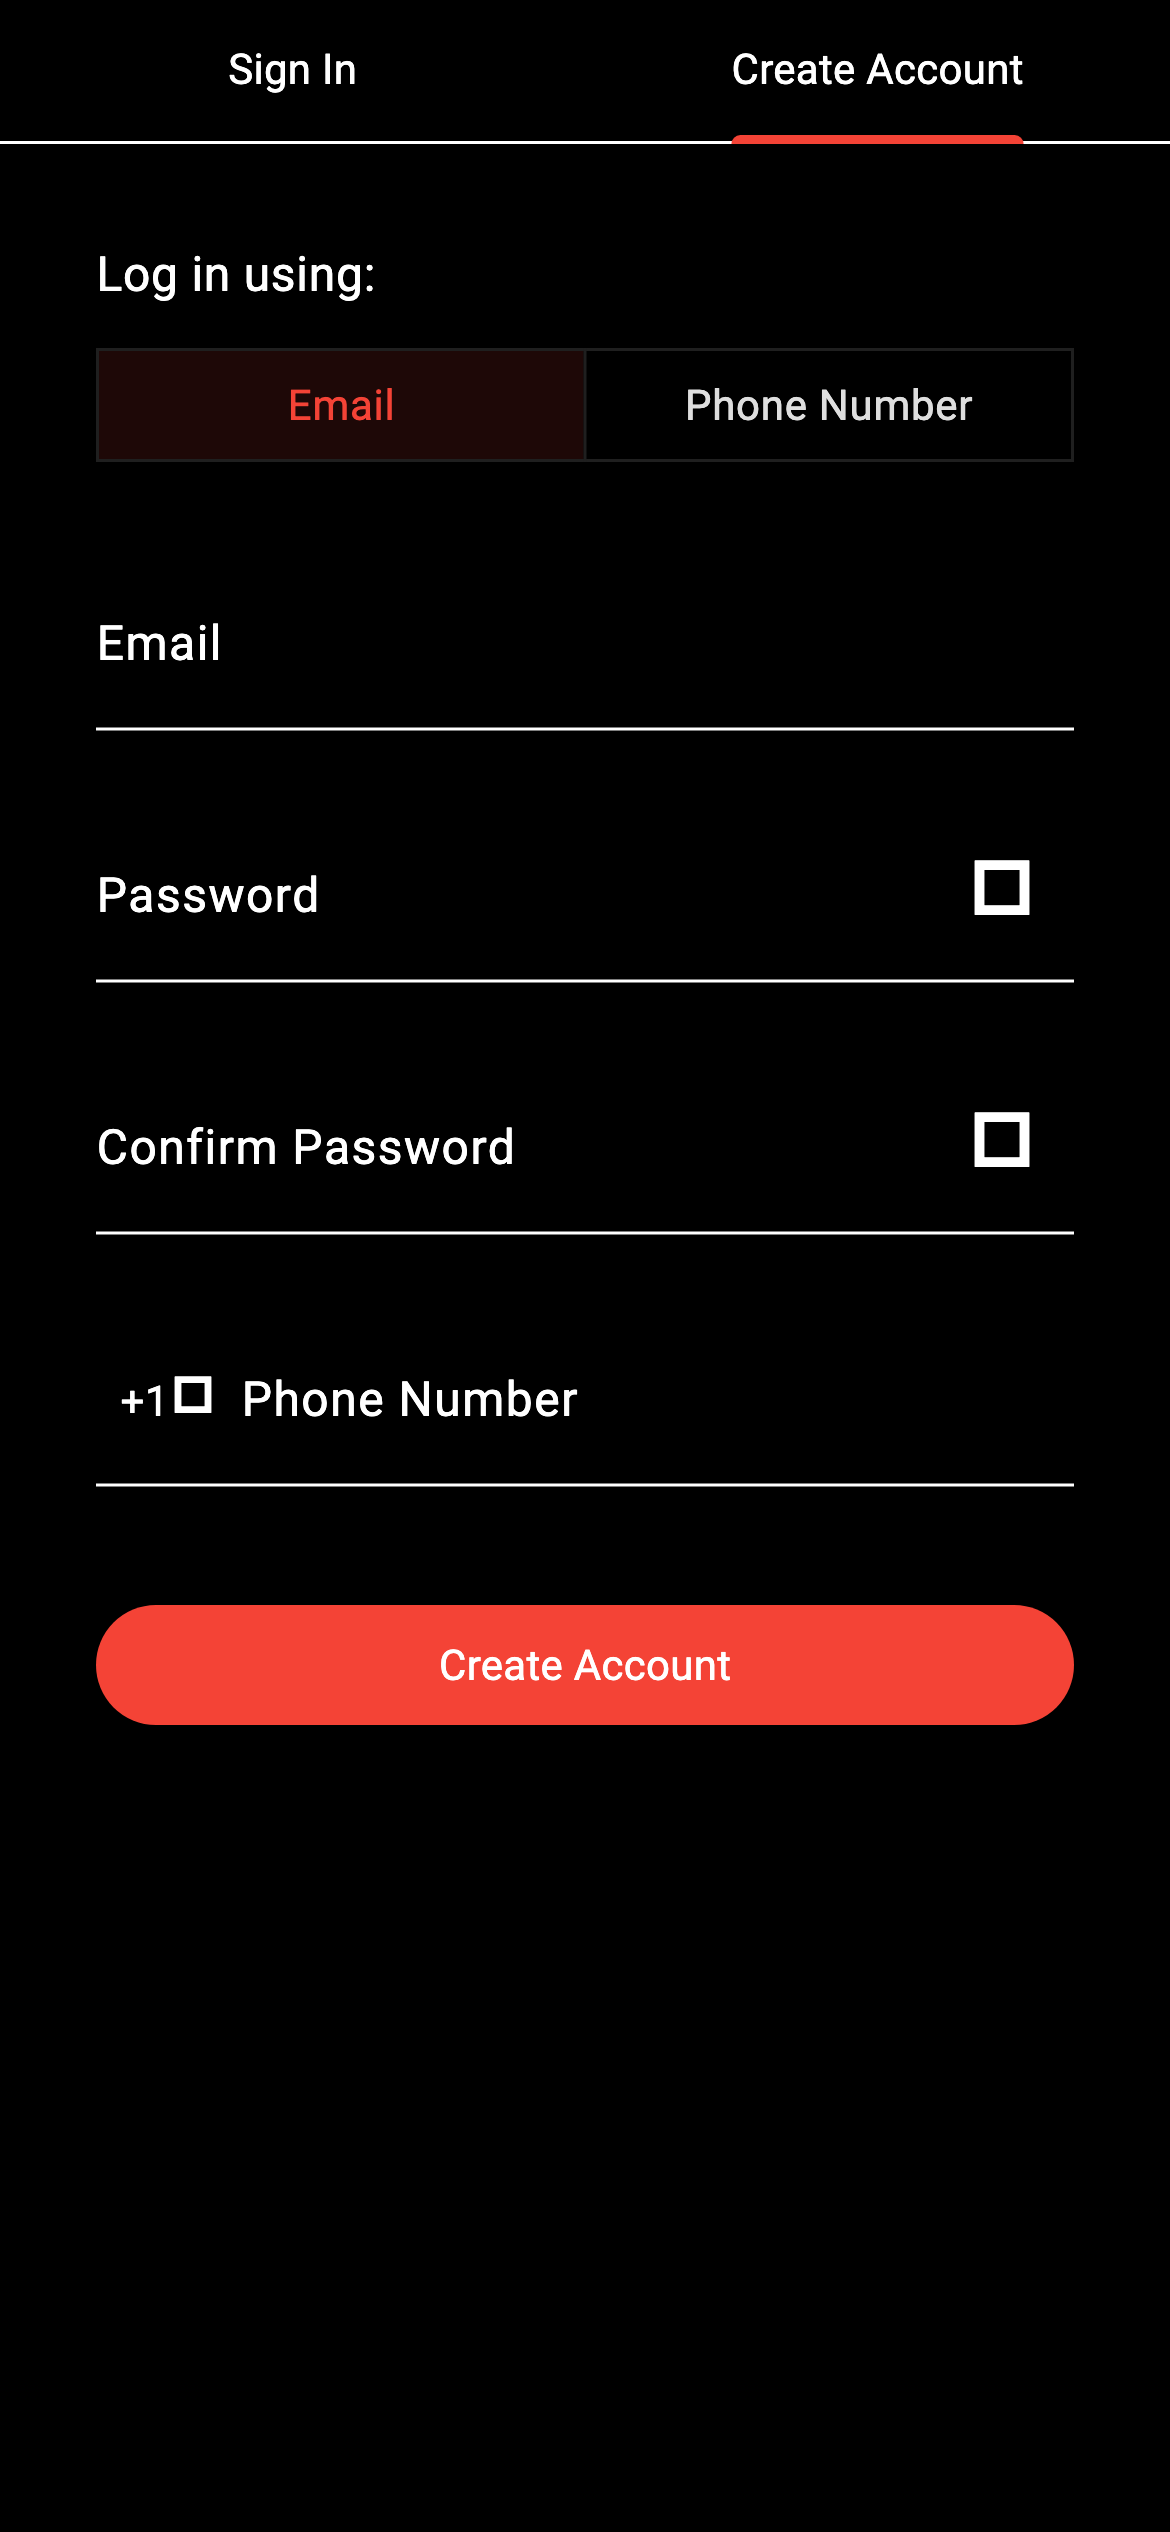 Sign In
Create Account
Log in using:
Email
Phone Number
Email
Password
Confirm Password
+1 Phone Number
Create Account